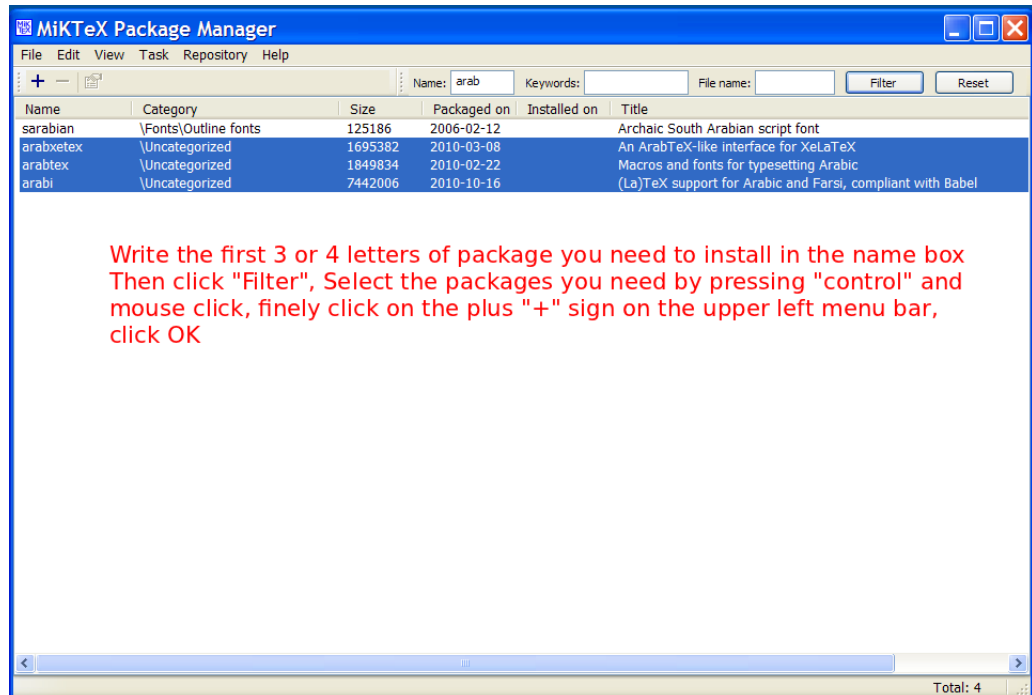 MiKTeX Package Manager
File Edit View Task Repository Help
+ − Name: arab Keywords: File name: Filter Reset
Name Category Size Packaged on Installed on Title
sarabian \Fonts\Outline fonts 125186 2006-02-12 Archaic South Arabian script font
arabxetex \Uncategorized 1695382 2010-03-08 An ArabTeX-like interface for XeLaTeX
arabtex \Uncategorized 1849834 2010-02-22 Macros and fonts for typesetting Arabic
arabi \Uncategorized 7442006 2010-10-16 (La)TeX support for Arabic and Farsi, compliant with Babel
Write the first 3 or 4 letters of package you need to install in the name box
Then click "Filter", Select the packages you need by pressing "control" and
mouse click, finely click on the plus "+" sign on the upper left menu bar,
click OK
Total: 4